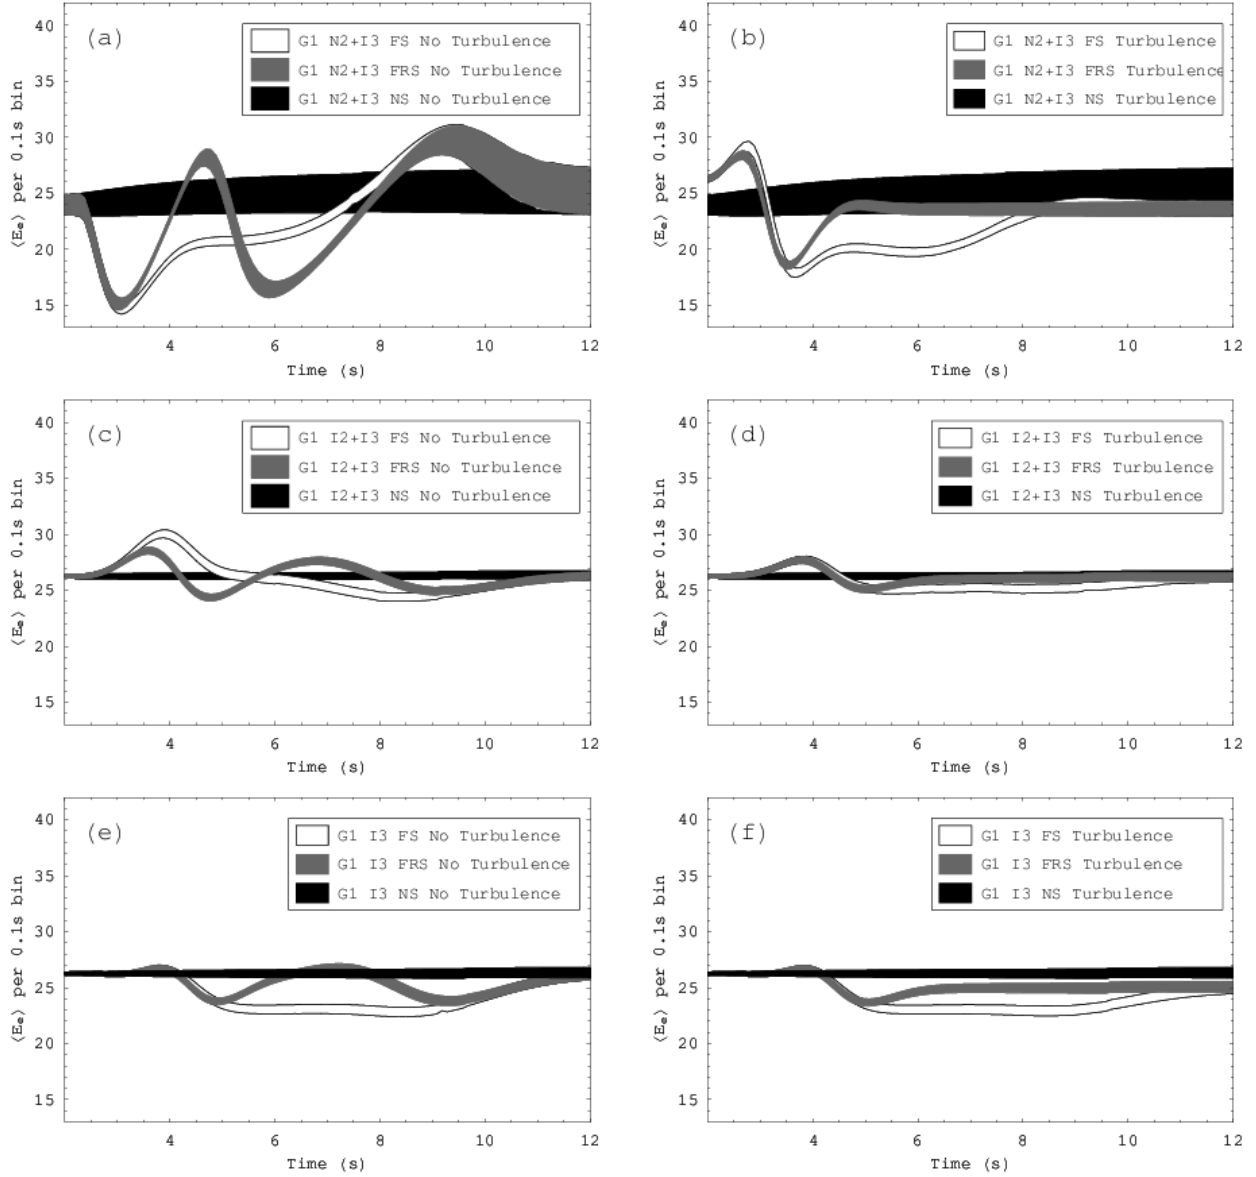 (a)
G1 N2+I3 FS No Turbulence
G1 N2+I3 FRS No Turbulence
G1 N2+I3 NS No Turbulence
⟨Eₑ⟩ per 0.1s bin
40
35
30
25
20
15
4 6 8 10 12
Time (s)
(b)
G1 N2+I3 FS Turbulence
G1 N2+I3 FRS Turbulence
G1 N2+I3 NS Turbulence
⟨Eₑ⟩ per 0.1s bin
40
35
30
25
20
15
4 6 8 10 12
Time (s)
(c)
G1 I2+I3 FS No Turbulence
G1 I2+I3 FRS No Turbulence
G1 I2+I3 NS No Turbulence
⟨Eₑ⟩ per 0.1s bin
40
35
30
25
20
15
4 6 8 10 12
Time (s)
(d)
G1 I2+I3 FS Turbulence
G1 I2+I3 FRS Turbulence
G1 I2+I3 NS Turbulence
⟨Eₑ⟩ per 0.1s bin
40
35
30
25
20
15
4 6 8 10 12
Time (s)
(e)
G1 I3 FS No Turbulence
G1 I3 FRS No Turbulence
G1 I3 NS No Turbulence
⟨Eₑ⟩ per 0.1s bin
40
35
30
25
20
15
4 6 8 10 12
Time (s)
(f)
G1 I3 FS Turbulence
G1 I3 FRS Turbulence
G1 I3 NS Turbulence
⟨Eₑ⟩ per 0.1s bin
40
35
30
25
20
15
4 6 8 10 12
Time (s)